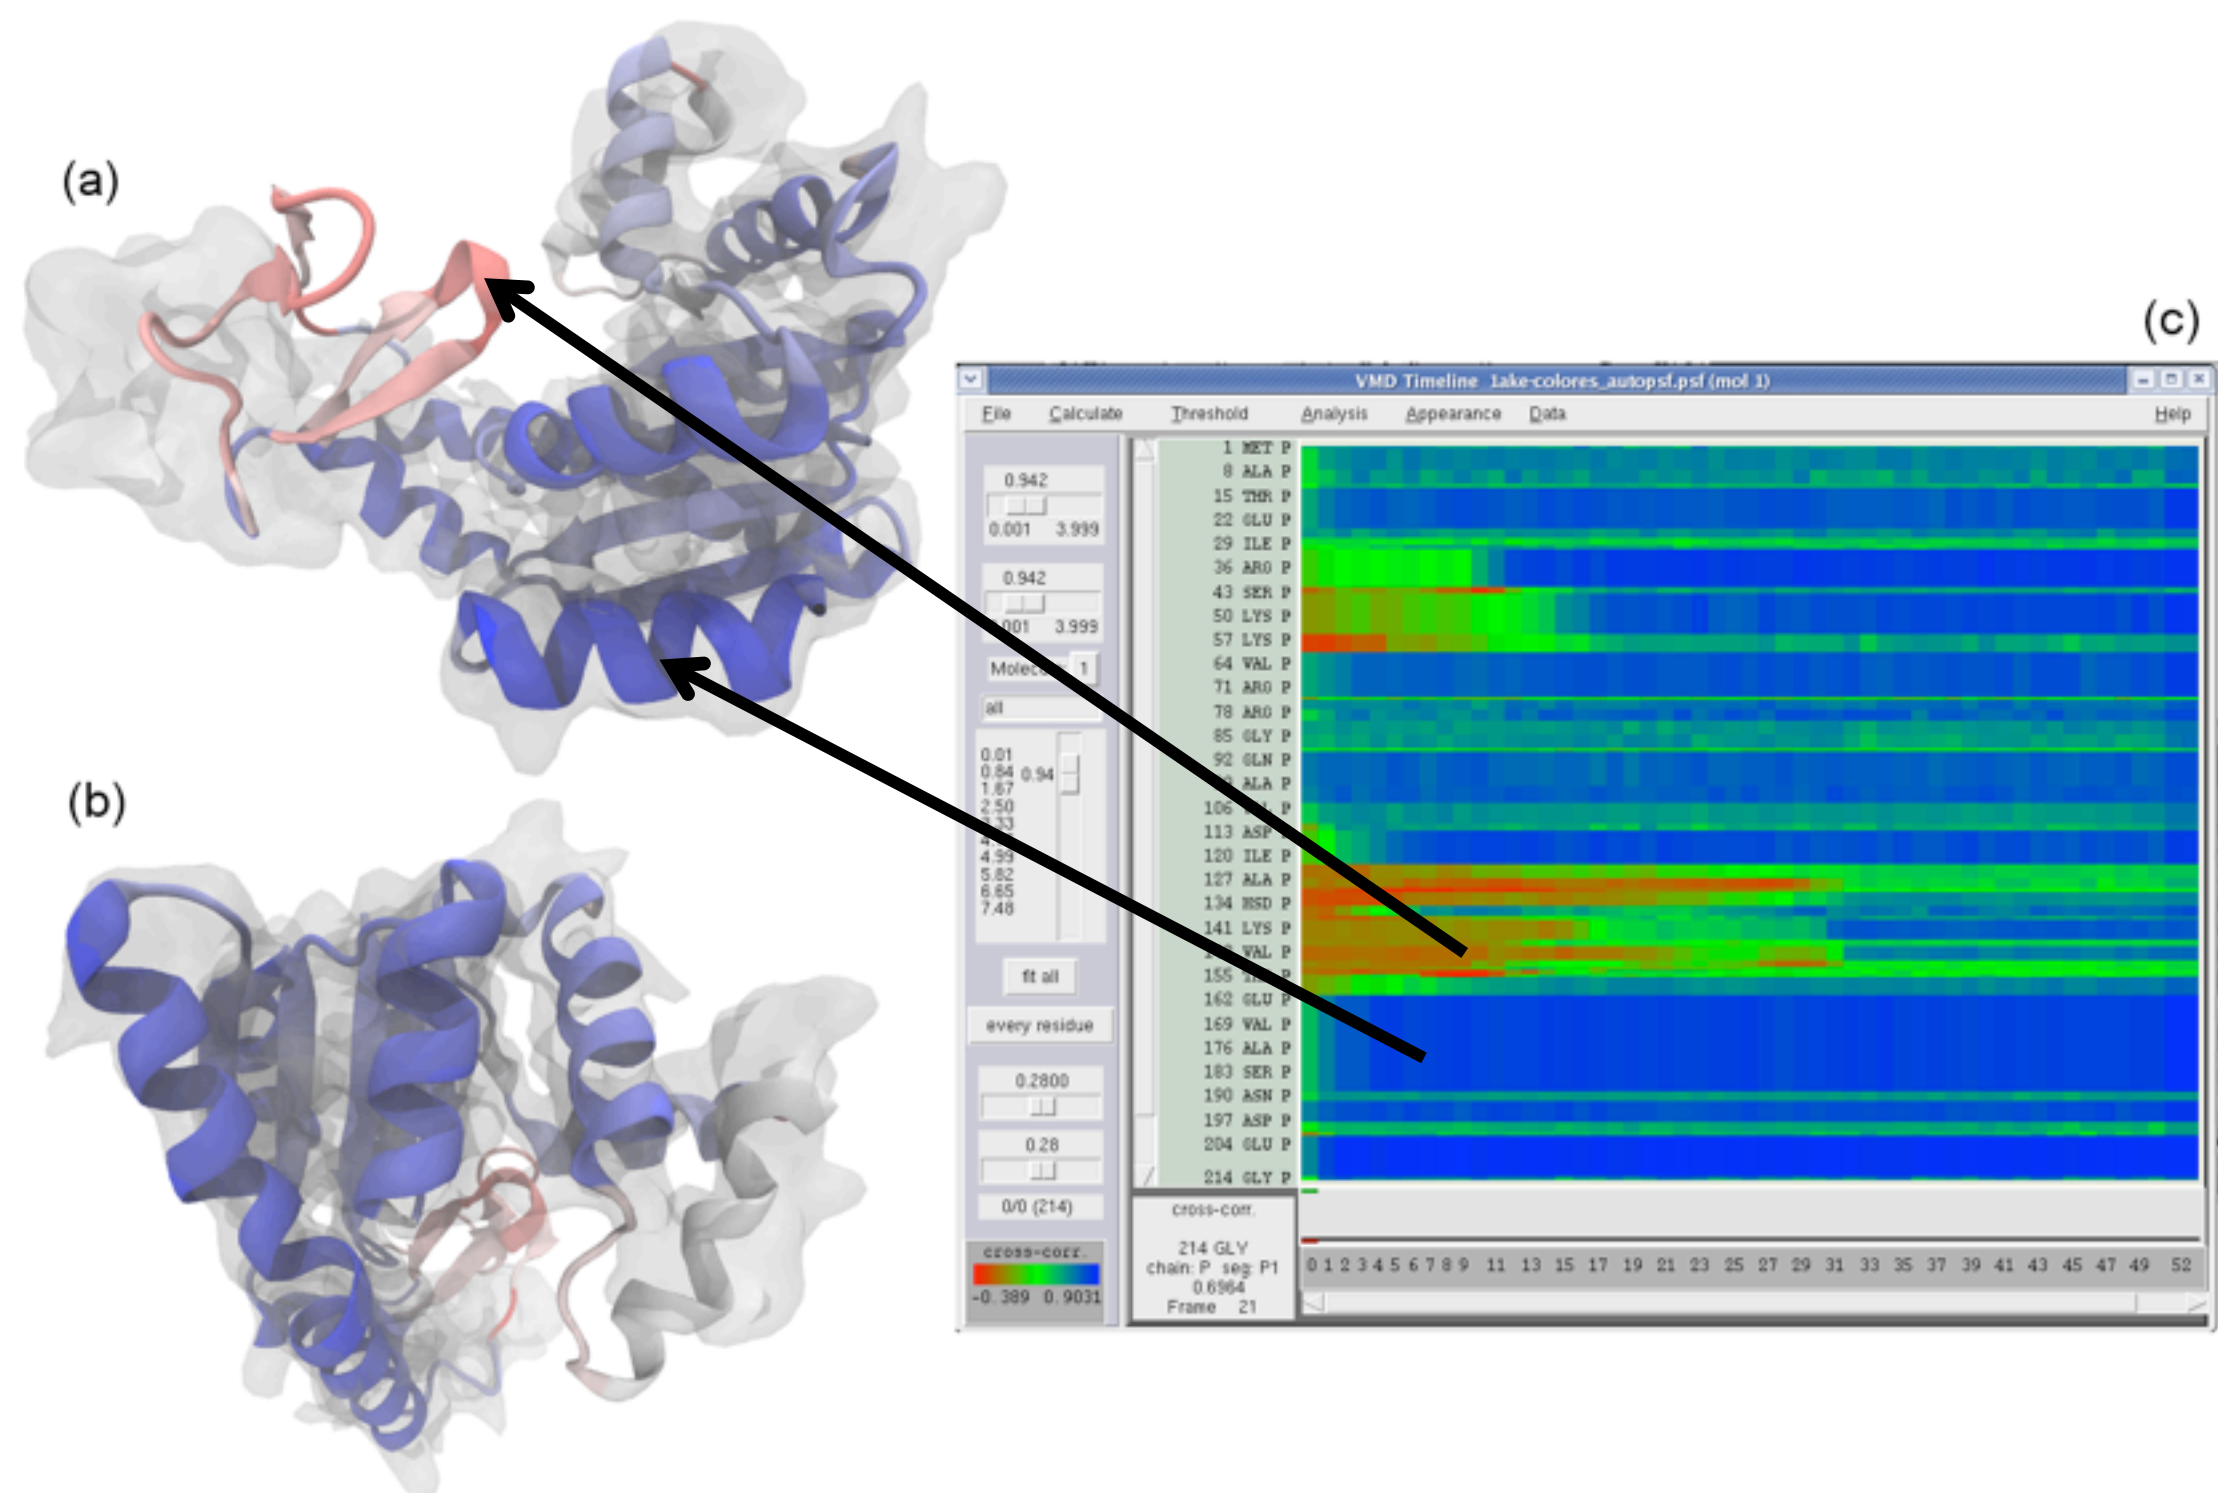 (a)
(b)
(c)
VMD Timeline 1ake-colores_autopsf.psf (mol 1)
File Calculate Threshold Analysis Appearance Data Help
0.942
0.001 3.999
0.942
3.999
1
all
0.01
0.84
1.67
2.50
0.94
4.99
5.82
6.65
7.48
fit all
every residue
0.2800
0.28
0/0 (214)
cross-corr.
-0.389 0.9031
1 MET P
8 ALA P
15 THR P
22 GLU P
29 ILE P
36 ARG P
43 SER P
50 LYS P
57 LYS P
64 VAL P
71 ARG P
78 ARG P
85 GLY P
92 GLN P
ALA P
106 P
113 ASP P
120 ILE P
127 ALA P
134 HSD P
141 LYS P
VAL P
155 P
162 GLU P
169 VAL P
176 ALA P
183 SER P
190 ASN P
197 ASP P
204 GLU P
214 GLY P
cross-corr.
214 GLY
chain: P seg: P1
0.6964
Frame 21
0 1 2 3 4 5 6 7 8 9 11 13 15 17 19 21 23 25 27 29 31 33 35 37 39 41 43 45 47 49 52